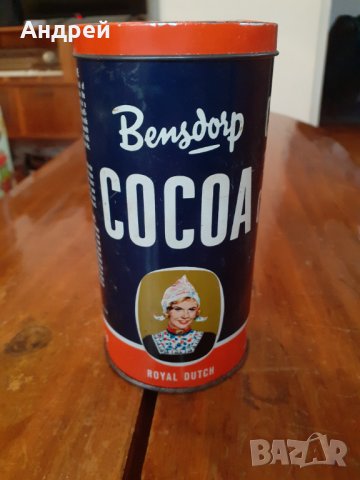 Андрей
Bensdorp
COCOA
ROYAL DUTCH
BAZAR